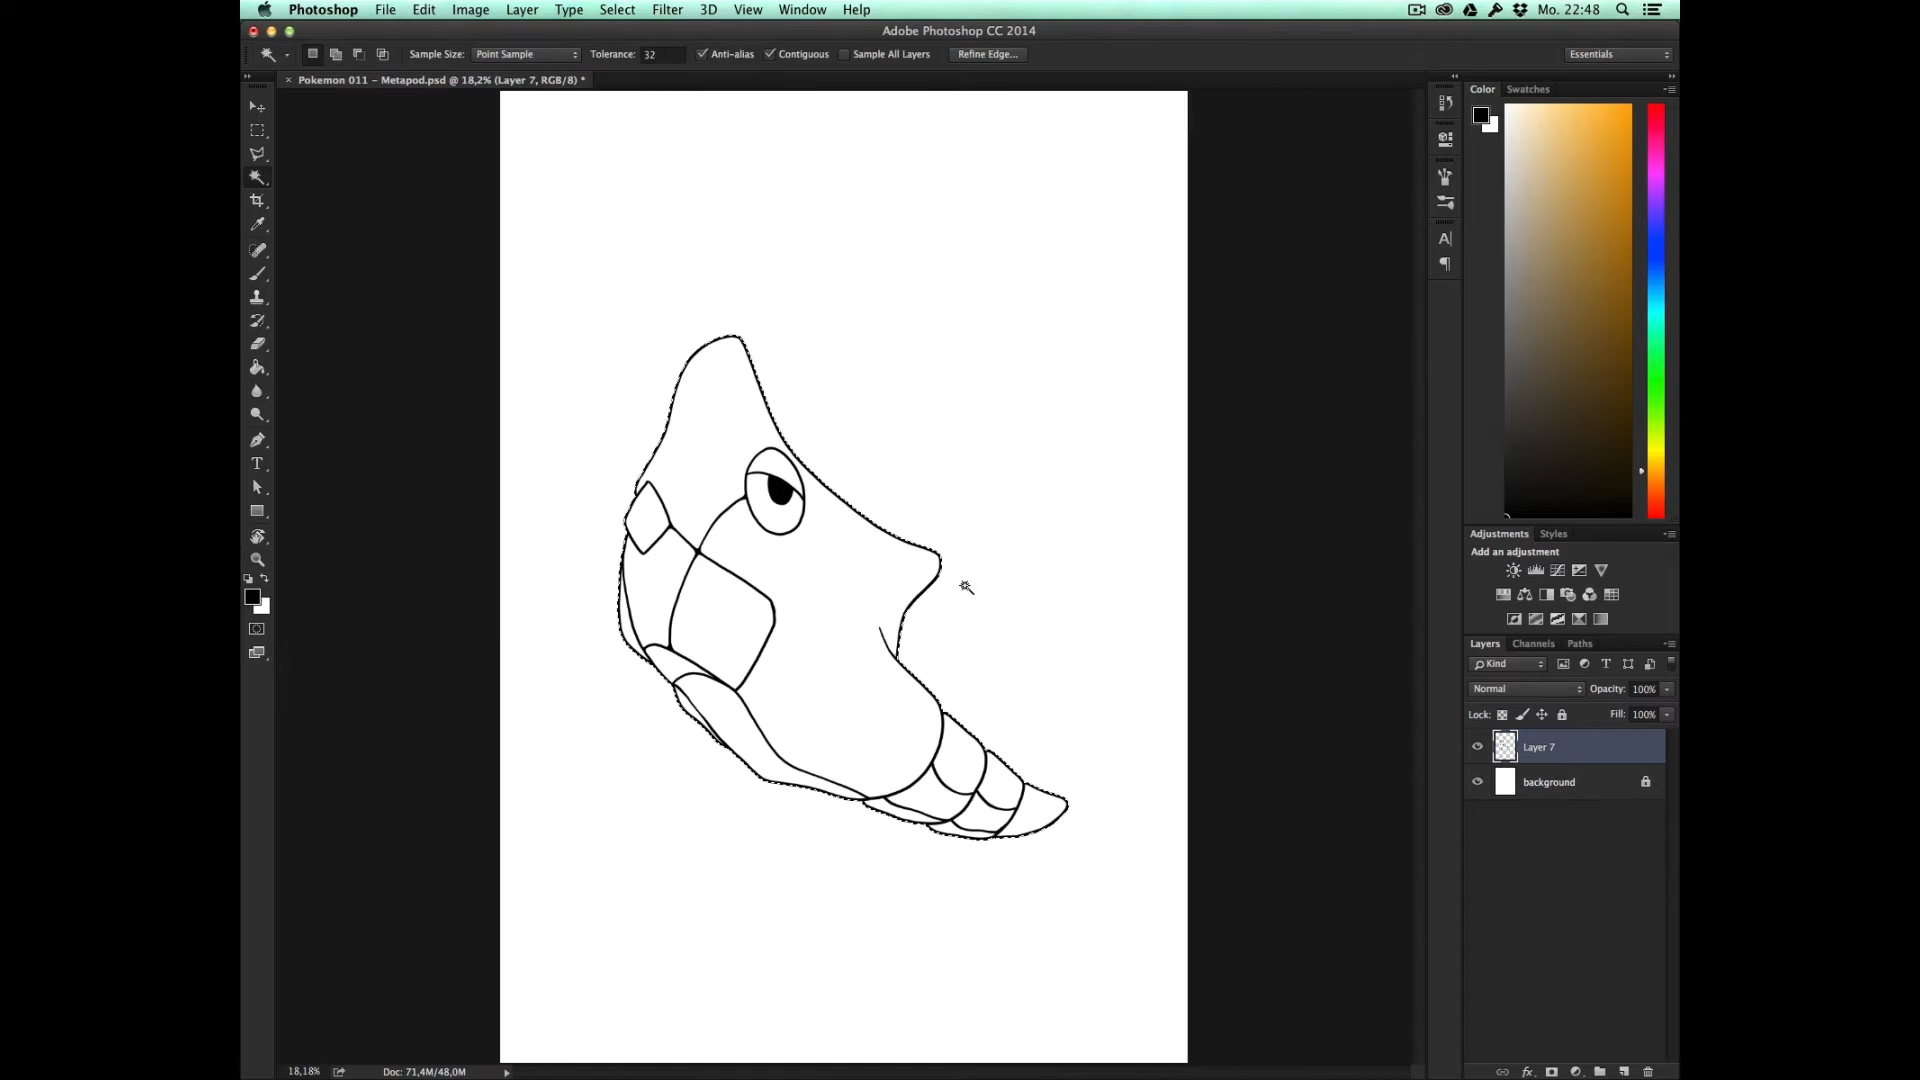 Photoshop File Edit Image Layer Type Select Filter 3D View Window Help Mo. 22:48
Adobe Photoshop CC 2014
Sample Size: Point Sample Tolerance: 32 Anti-alias Contiguous Sample All Layers Refine Edge... Essentials
× Pokemon 011 – Metapod.psd @ 18,2% (Layer 7, RGB/8) *
Color Swatches
Adjustments Styles
Add an adjustment
Layers Channels Paths
Kind
Normal Opacity: 100%
Lock: Fill: 100%
Layer 7
background
18,18% Doc: 71,4M/48,0M